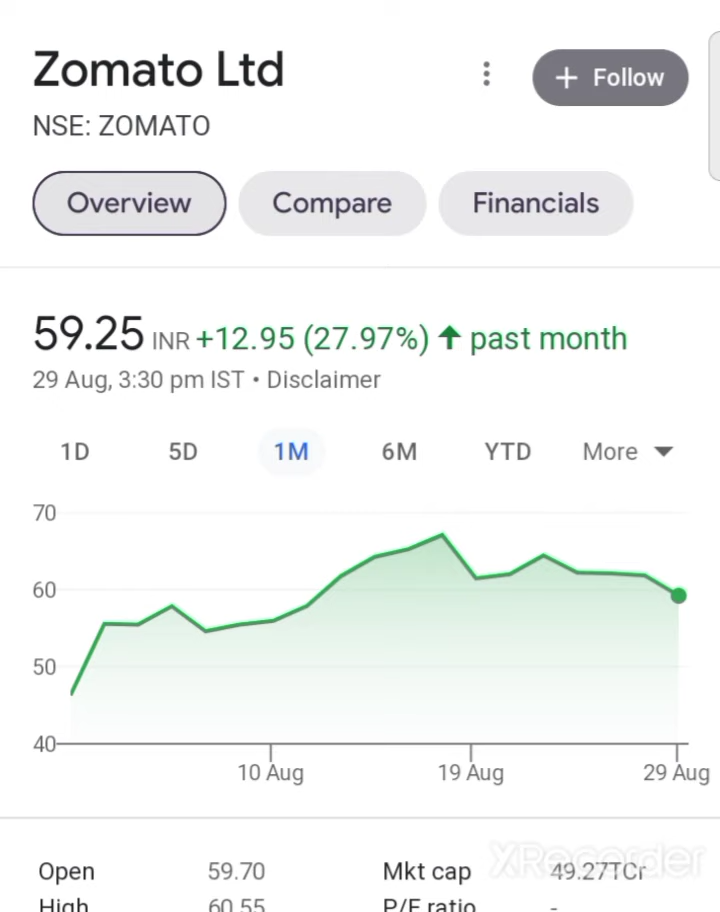 Zomato Ltd
+ Follow
NSE: ZOMATO
Overview Compare Financials
59.25 INR +12.95 (27.97%) ↑ past month
29 Aug, 3:30 pm IST • Disclaimer
1D 5D 1M 6M YTD More
70
60
50
40
10 Aug 19 Aug 29 Aug
Open 59.70 Mkt cap 49.27TCr
High 60.55 P/E ratio -
XRecorder